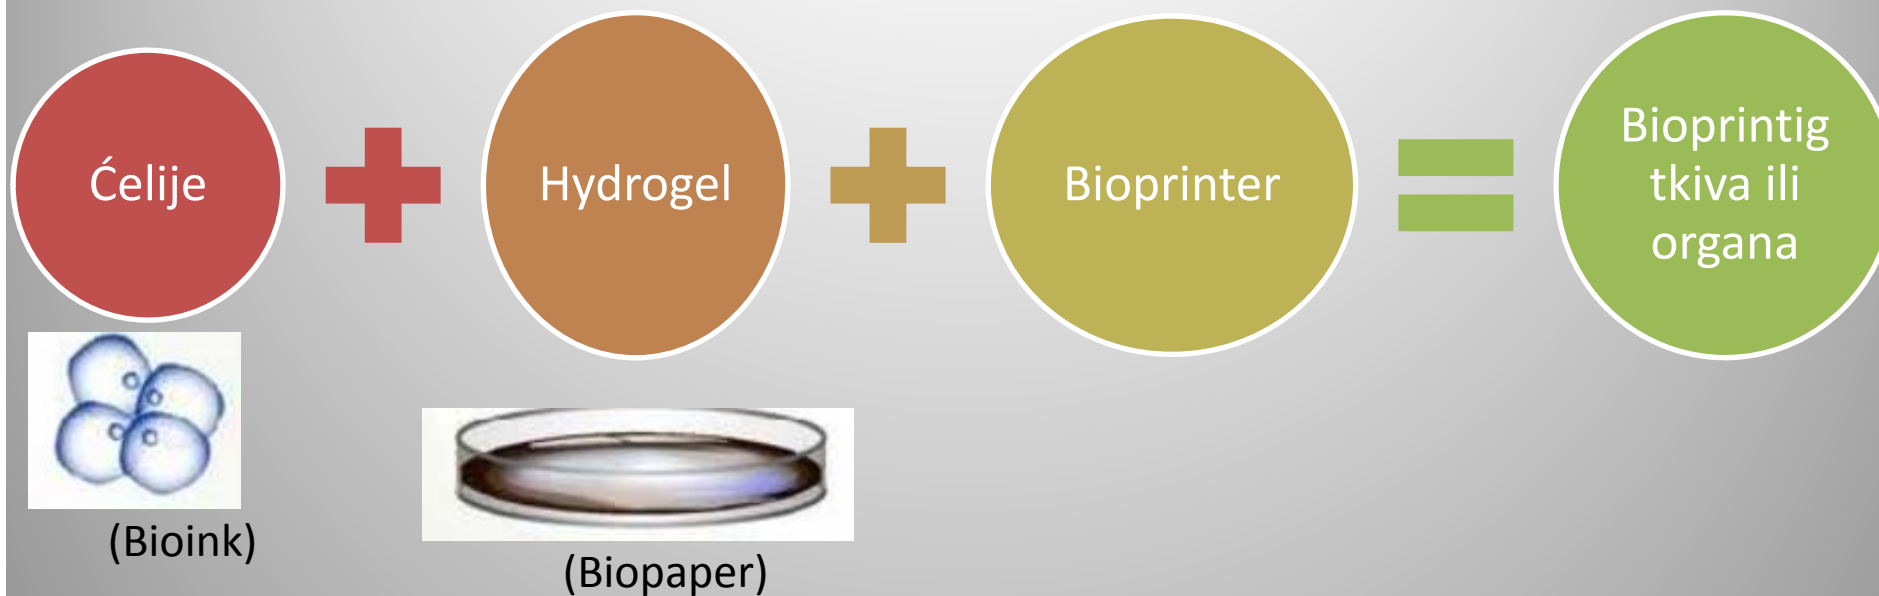 Ćelije
Hydrogel
Bioprinter
Bioprintig
tkiva ili
organa
(Bioink)
(Biopaper)